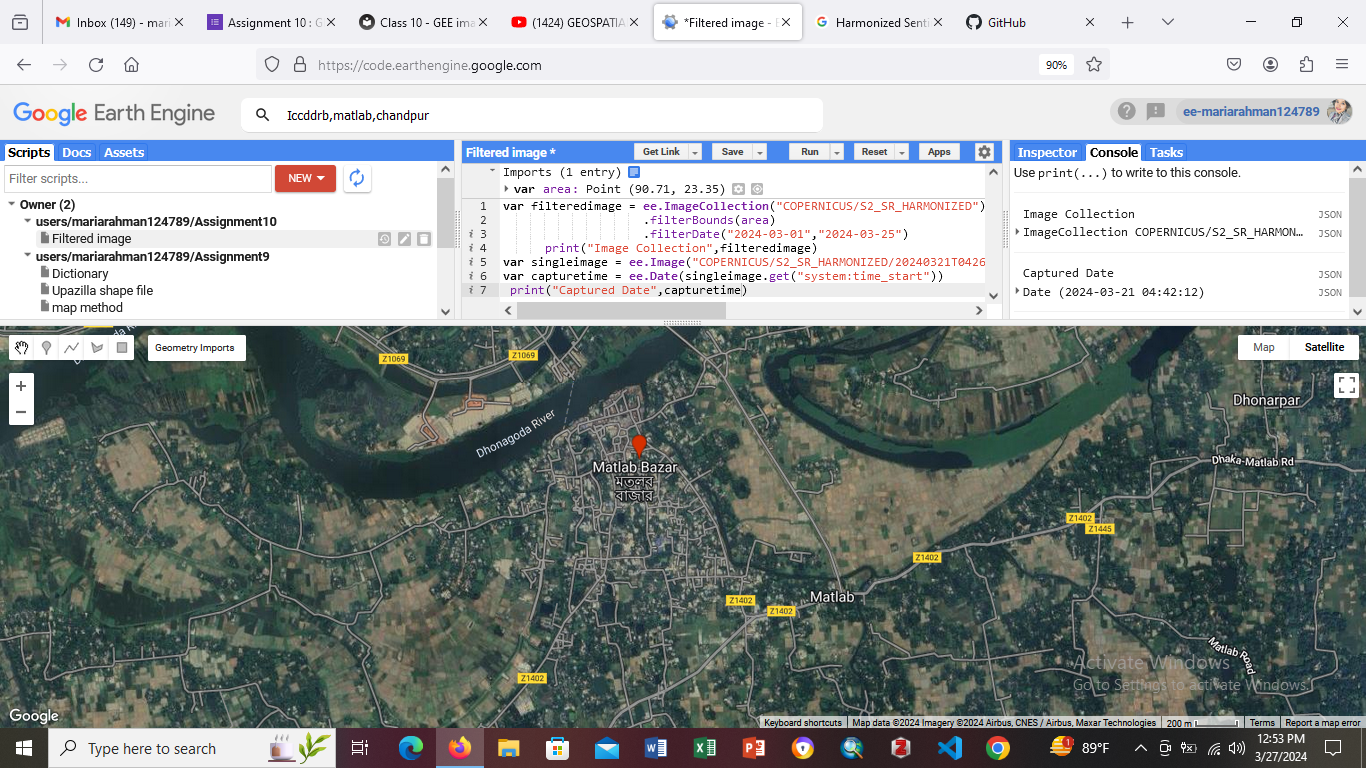 Inbox (149) - mari
Assignment 10 : G
Class 10 - GEE ima
(1424) GEOSPATIA
*Filtered image - E
Harmonized Senti
GitHub
https://code.earthengine.google.com
90%
Google Earth Engine
Iccddrb,matlab,chandpur
ee-mariarahman124789
Scripts Docs Assets
Filter scripts...
NEW
Owner (2)
users/mariarahman124789/Assignment10
Filtered image
users/mariarahman124789/Assignment9
Dictionary
Upazilla shape file
map method
Filtered image *
Get Link
Save
Run
Reset
Apps
Imports (1 entry)
var area: Point (90.71, 23.35)
1 var filteredimage = ee.ImageCollection("COPERNICUS/S2_SR_HARMONIZED")
2 .filterBounds(area)
i 3 .filterDate("2024-03-01","2024-03-25")
i 4 print("Image Collection",filteredimage)
i 5 var singleimage = ee.Image("COPERNICUS/S2_SR_HARMONIZED/20240321T0426
i 6 var capturetime = ee.Date(singleimage.get("system:time_start"))
i 7 print("Captured Date",capturetime)
Inspector Console Tasks
Use print(...) to write to this console.
Image Collection JSON
ImageCollection COPERNICUS/S2_SR_HARMON... JSON
Captured Date JSON
Date (2024-03-21 04:42:12) JSON
Geometry Imports
Map Satellite
Z1069
Z1069
Dhonagoda River
Dhonarpar
Matlab Bazar
মতলব
বাজার
Dhaka-Matlab Rd
Z1402
Z1445
Z1402
Matlab
Z1402
Z1402
Matlab Road
Z1402
Activate Windows
Go to Settings to activate Windows.
Google
Keyboard shortcuts
Map data ©2024 Imagery ©2024 Airbus, CNES / Airbus, Maxar Technologies
200 m
Terms
Report a map error
Type here to search
1
89°F
12:53 PM
3/27/2024